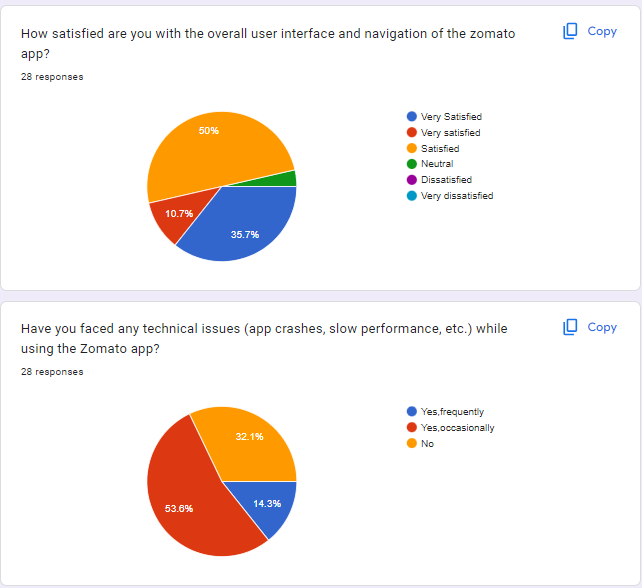 How satisfied are you with the overall user interface and navigation of the zomato
app?
Copy
28 responses
50%
10.7%
35.7%
Very Satisfied
Very satisfied
Satisfied
Neutral
Dissatisfied
Very dissatisfied
Have you faced any technical issues (app crashes, slow performance, etc.) while
using the Zomato app?
Copy
28 responses
32.1%
14.3%
53.6%
Yes,frequently
Yes,occasionally
No